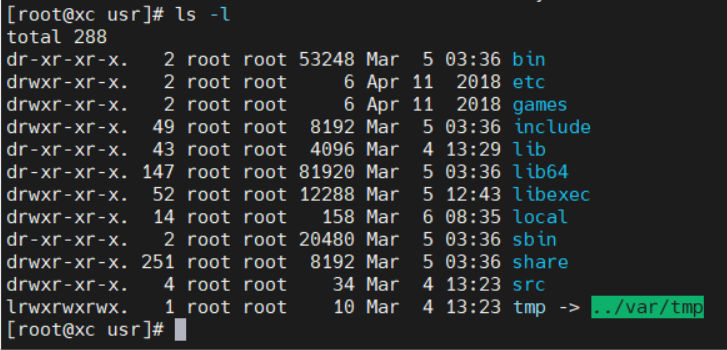 [root@xc usr]# ls -l
total 288
dr-xr-xr-x.   2 root root 53248 Mar  5 03:36 bin
drwxr-xr-x.   2 root root     6 Apr 11  2018 etc
drwxr-xr-x.   2 root root     6 Apr 11  2018 games
drwxr-xr-x.  49 root root  8192 Mar  5 03:36 include
dr-xr-xr-x.  43 root root  4096 Mar  4 13:29 lib
dr-xr-xr-x. 147 root root 81920 Mar  5 03:36 lib64
drwxr-xr-x.  52 root root 12288 Mar  5 12:43 libexec
drwxr-xr-x.  14 root root   158 Mar  6 08:35 local
dr-xr-xr-x.   2 root root 20480 Mar  5 03:36 sbin
drwxr-xr-x. 251 root root  8192 Mar  5 03:36 share
drwxr-xr-x.   4 root root    34 Mar  4 13:23 src
lrwxrwxrwx.   1 root root    10 Mar  4 13:23 tmp -> ../var/tmp
[root@xc usr]#